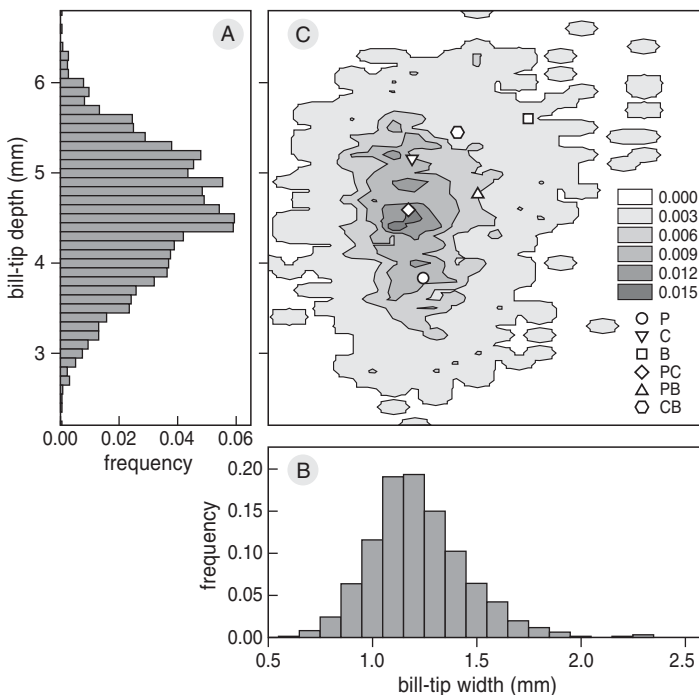 A
6
5
4
3
bill-tip depth (mm)
0.00 0.02 0.04 0.06
frequency
C
0.000
0.003
0.006
0.009
0.012
0.015
P
C
B
PC
PB
CB
B
0.20
0.15
0.10
0.05
0.00
frequency
0.5 1.0 1.5 2.0 2.5
bill-tip width (mm)